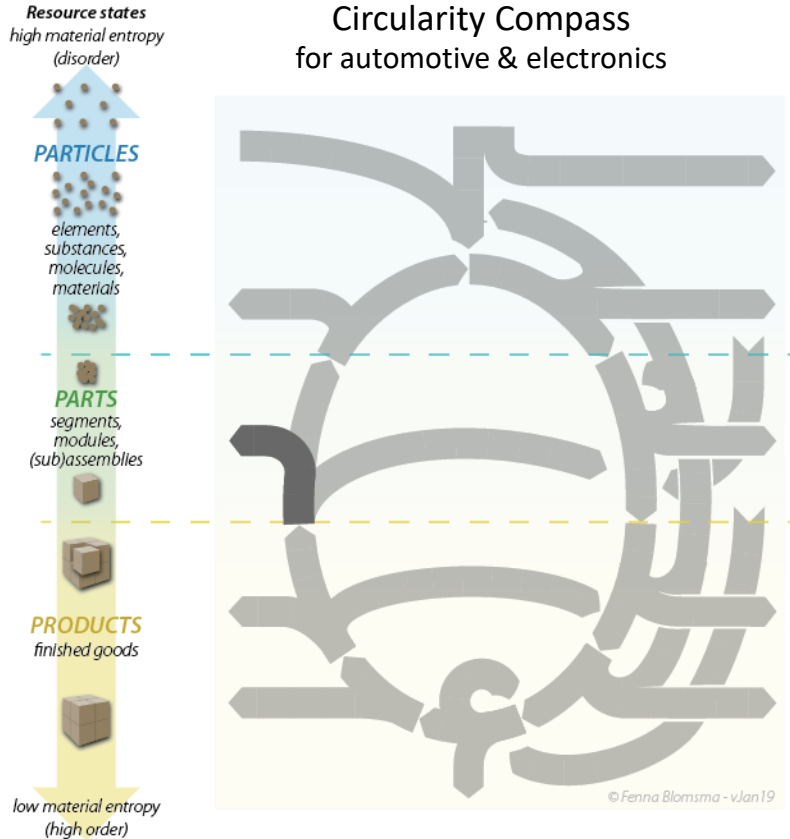 Resource states
high material entropy
(disorder)
Circularity Compass
for automotive & electronics
PARTICLES
elements,
substances,
molecules,
materials
PARTS
segments,
modules,
(sub)assemblies
PRODUCTS
finished goods
low material entropy
(high order)
© Fenna Blomsma - vJan19